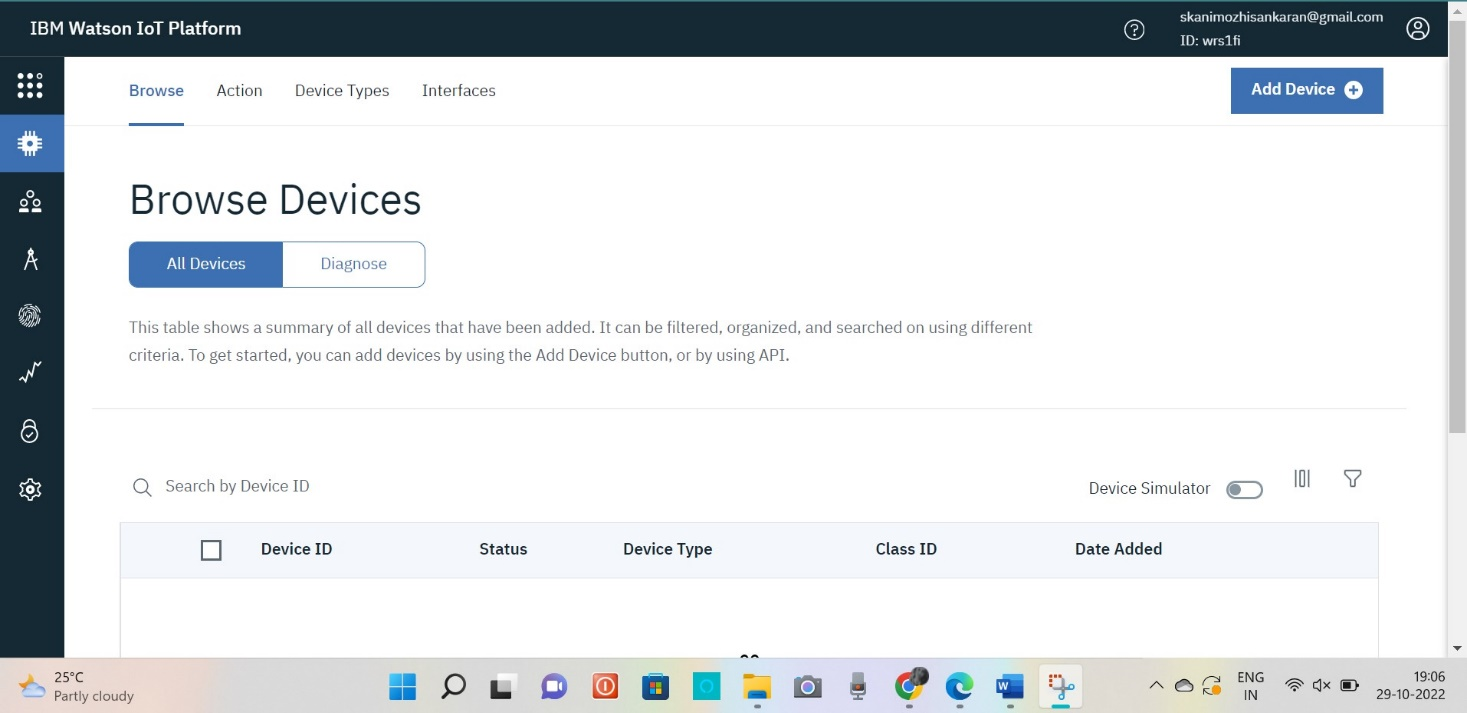 IBM Watson IoT Platform
skanimozhisankaran@gmail.com
ID: wrs1fi
Browse
Action
Device Types
Interfaces
Add Device
Browse Devices
All Devices
Diagnose
This table shows a summary of all devices that have been added. It can be filtered, organized, and searched on using different
criteria. To get started, you can add devices by using the Add Device button, or by using API.
Search by Device ID
Device Simulator
Device ID
Status
Device Type
Class ID
Date Added
25°C
Partly cloudy
ENG
IN
19:06
29-10-2022